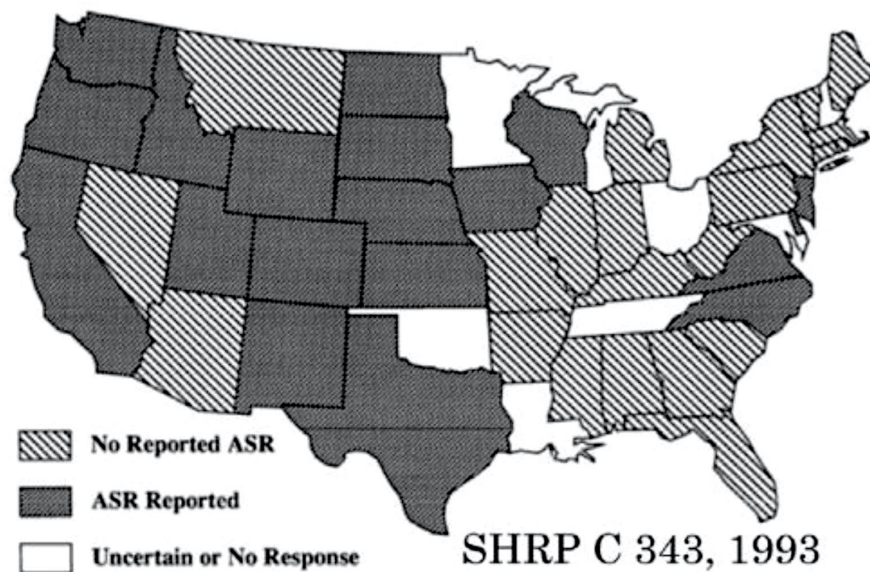 No Reported ASR
ASR Reported
Uncertain or No Response
SHRP C 343, 1993